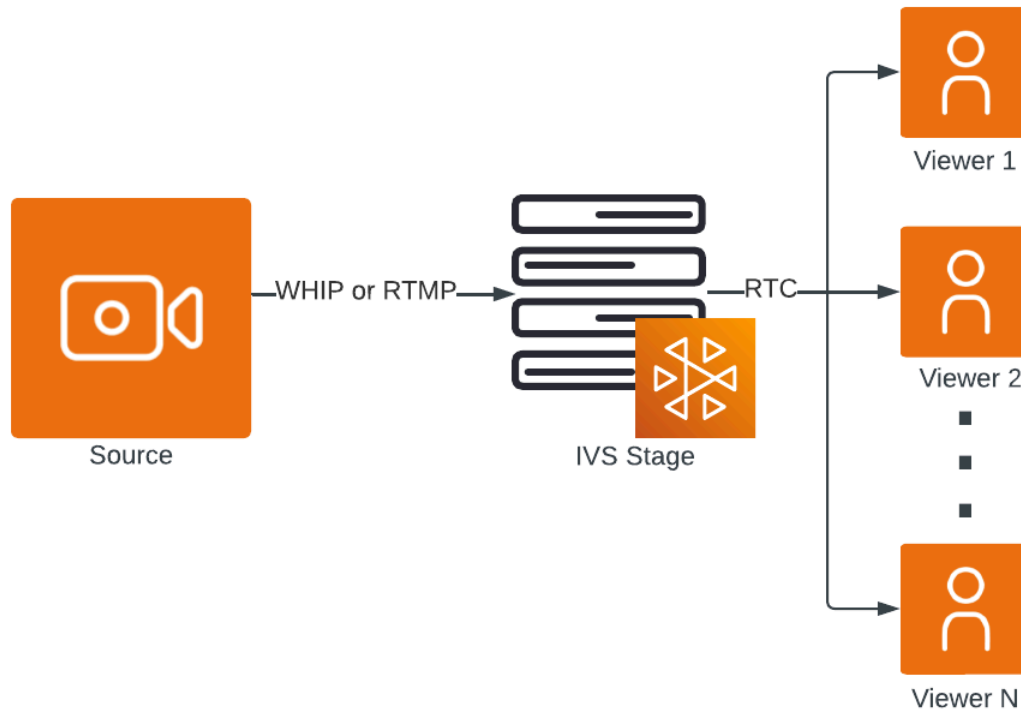 Viewer 1
WHIP or RTMP
RTC
Viewer 2
Source
IVS Stage
Viewer N